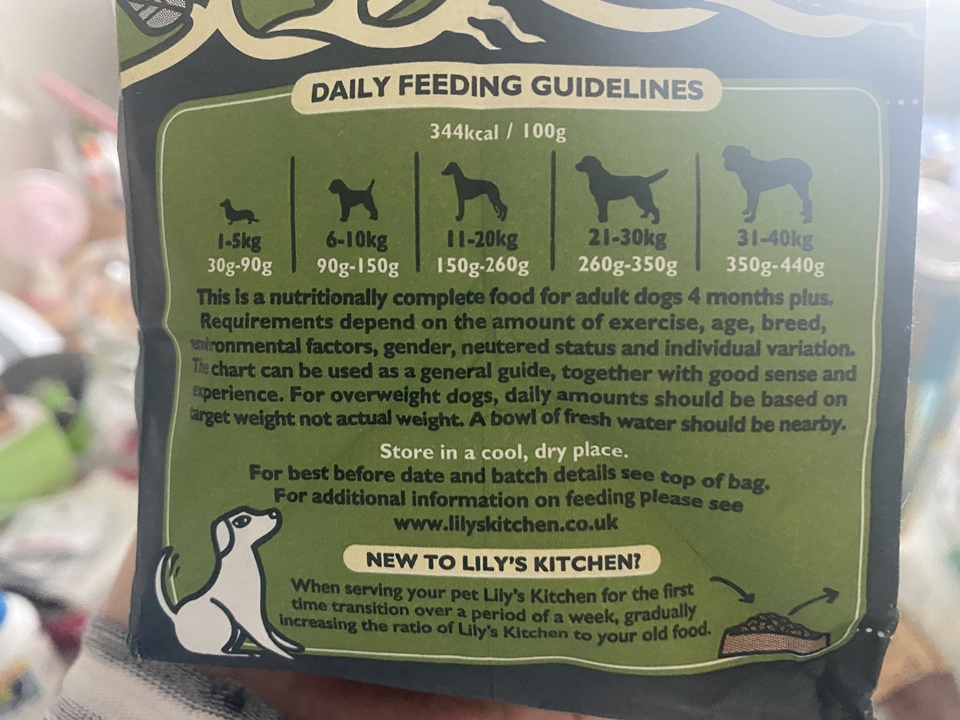 DAILY FEEDING GUIDELINES
344kcal / 100g
1-5kg 6-10kg 11-20kg 21-30kg 31-40kg
30g-90g 90g-150g 150g-260g 260g-350g 350g-440g
This is a nutritionally complete food for adult dogs 4 months plus.
Requirements depend on the amount of exercise, age, breed,
environmental factors, gender, neutered status and individual variation.
The chart can be used as a general guide, together with good sense and
experience. For overweight dogs, daily amounts should be based on
target weight not actual weight. A bowl of fresh water should be nearby.
Store in a cool, dry place.
For best before date and batch details see top of bag.
For additional information on feeding please see
www.lilyskitchen.co.uk
NEW TO LILY'S KITCHEN?
When serving your pet Lily's Kitchen for the first
time transition over a period of a week, gradually
increasing the ratio of Lily's Kitchen to your old food.